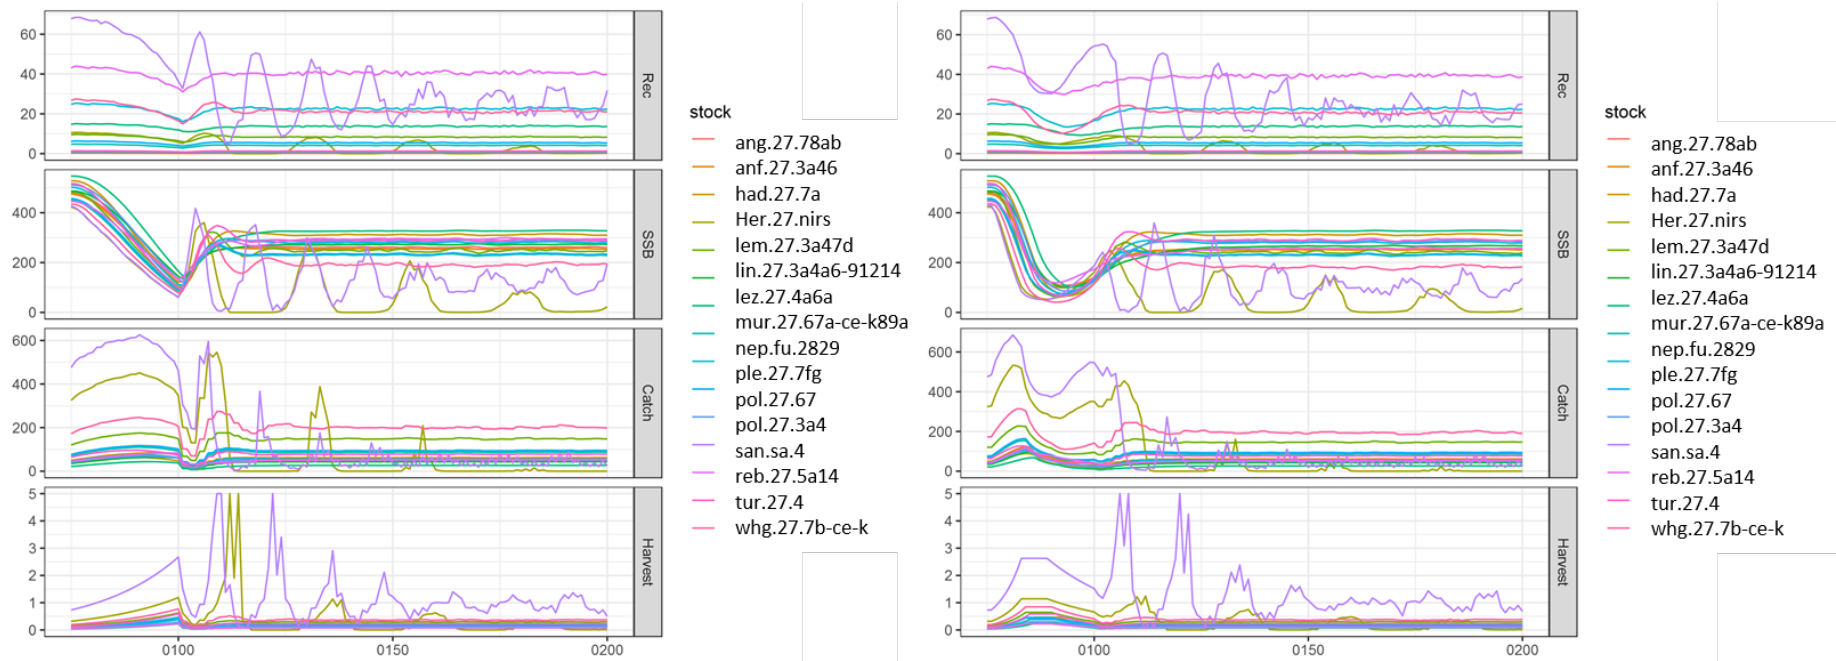 60
40
20
0
Rec
400
200
0
SSB
600
400
200
0
Catch
5
4
3
2
1
0
Harvest
0100
0150
0200
stock
ang.27.78ab
anf.27.3a46
had.27.7a
Her.27.nirs
lem.27.3a47d
lin.27.3a4a6-91214
lez.27.4a6a
mur.27.67a-ce-k89a
nep.fu.2829
ple.27.7fg
pol.27.67
pol.27.3a4
san.sa.4
reb.27.5a14
tur.27.4
whg.27.7b-ce-k
60
40
20
0
Rec
400
200
0
SSB
600
400
200
0
Catch
5
4
3
2
1
0
Harvest
0100
0150
0200
stock
ang.27.78ab
anf.27.3a46
had.27.7a
Her.27.nirs
lem.27.3a47d
lin.27.3a4a6-91214
lez.27.4a6a
mur.27.67a-ce-k89a
nep.fu.2829
ple.27.7fg
pol.27.67
pol.27.3a4
san.sa.4
reb.27.5a14
tur.27.4
whg.27.7b-ce-k